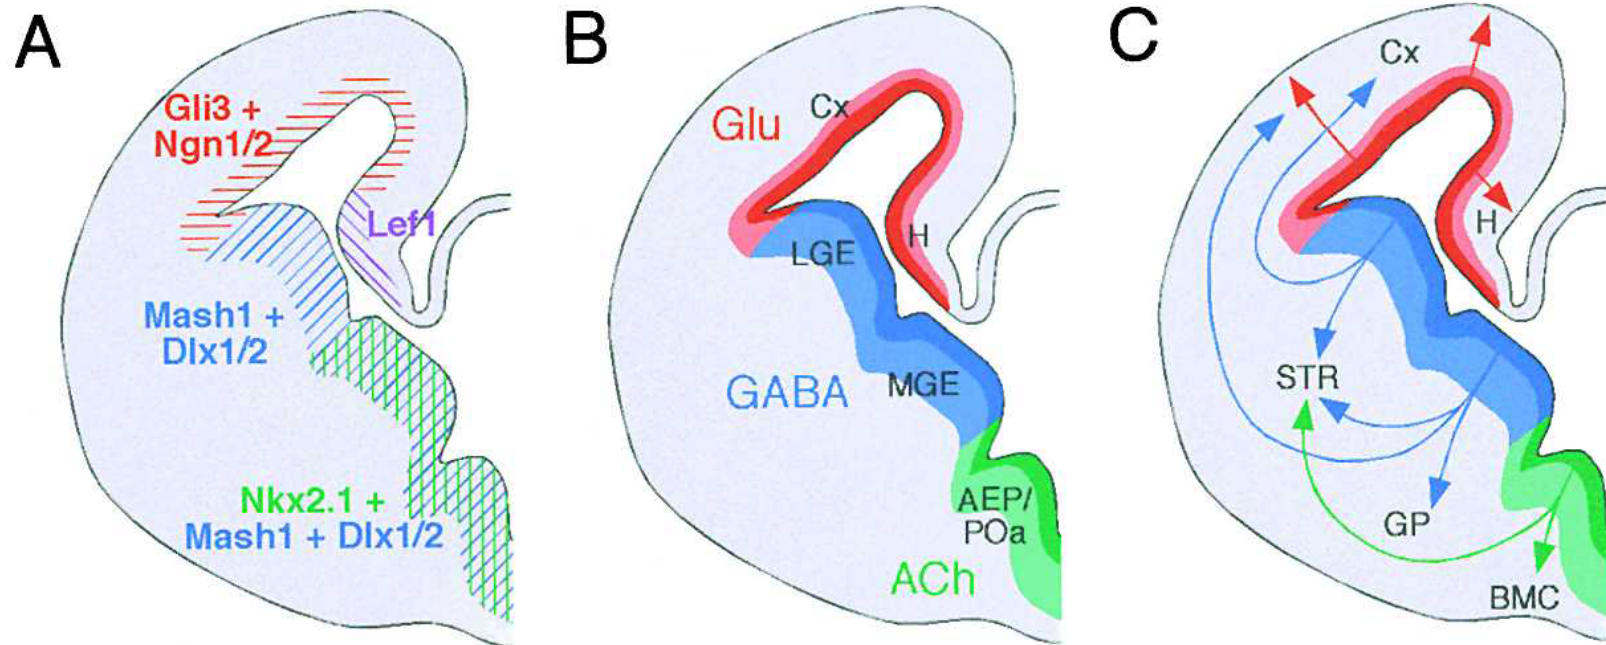 A
Gli3 +
Ngn1/2
Lef1
Mash1 +
Dlx1/2
Nkx2.1 +
Mash1 + Dlx1/2
B
Cx
Glu
H
LGE
GABA
MGE
AEP/
POa
ACh
C
Cx
H
STR
GP
BMC